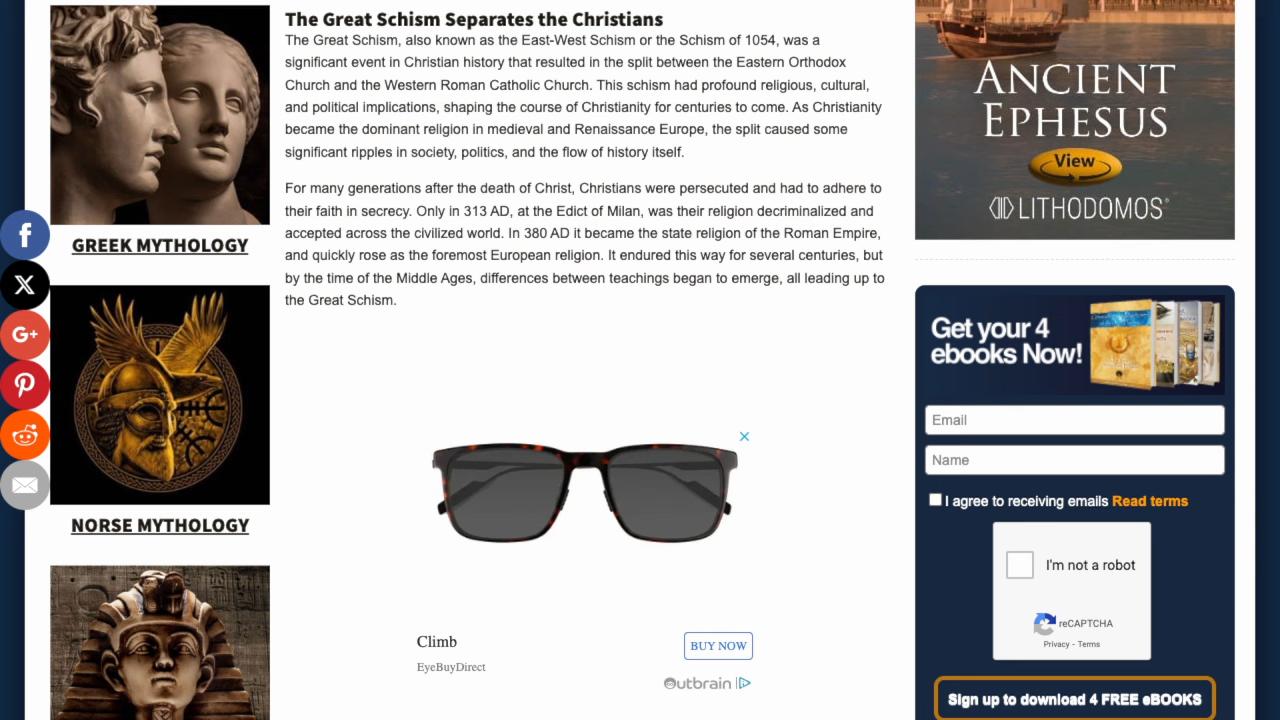 The Great Schism Separates the Christians
The Great Schism, also known as the East-West Schism or the Schism of 1054, was a
significant event in Christian history that resulted in the split between the Eastern Orthodox
Church and the Western Roman Catholic Church. This schism had profound religious, cultural,
and political implications, shaping the course of Christianity for centuries to come. As Christianity
became the dominant religion in medieval and Renaissance Europe, the split caused some
significant ripples in society, politics, and the flow of history itself.
For many generations after the death of Christ, Christians were persecuted and had to adhere to
their faith in secrecy. Only in 313 AD, at the Edict of Milan, was their religion decriminalized and
accepted across the civilized world. In 380 AD it became the state religion of the Roman Empire,
and quickly rose as the foremost European religion. It endured this way for several centuries, but
by the time of the Middle Ages, differences between teachings began to emerge, all leading up to
the Great Schism.
GREEK MYTHOLOGY
NORSE MYTHOLOGY
f
X
G+
Climb
EyeBuyDirect
BUY NOW
Outbrain
ANCIENT
EPHESUS
View
LITHODOMOS
Get your 4
ebooks Now!
Email
Name
I agree to receiving emails Read terms
I'm not a robot
reCAPTCHA
Privacy - Terms
Sign up to download 4 FREE eBOOKS